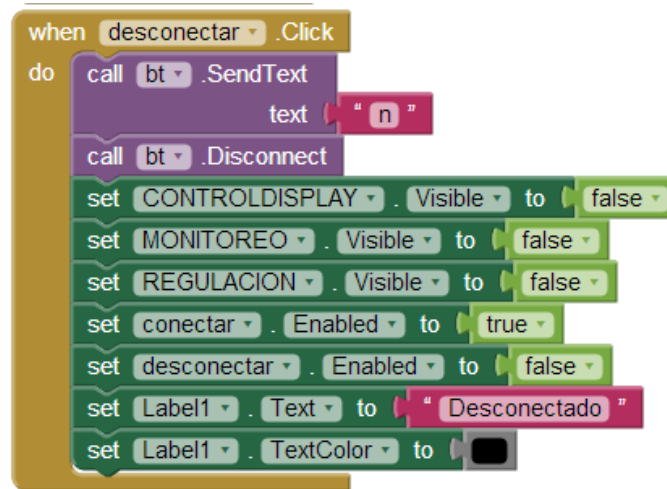 when desconectar .Click
do call bt .SendText
text " n "
call bt .Disconnect
set CONTROLDISPLAY . Visible to false
set MONITOREO . Visible to false
set REGULACION . Visible to false
set conectar . Enabled to true
set desconectar . Enabled to false
set Label1 . Text to " Desconectado "
set Label1 . TextColor to